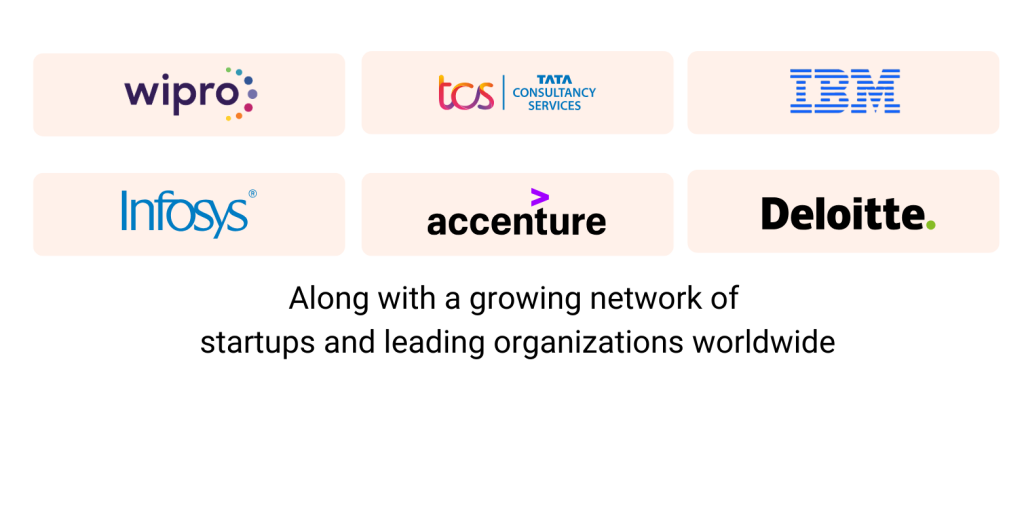 wipro
tcs
TATA
CONSULTANCY
SERVICES
IBM
Infosys®
accenture
>
Deloitte.
Along with a growing network of
startups and leading organizations worldwide